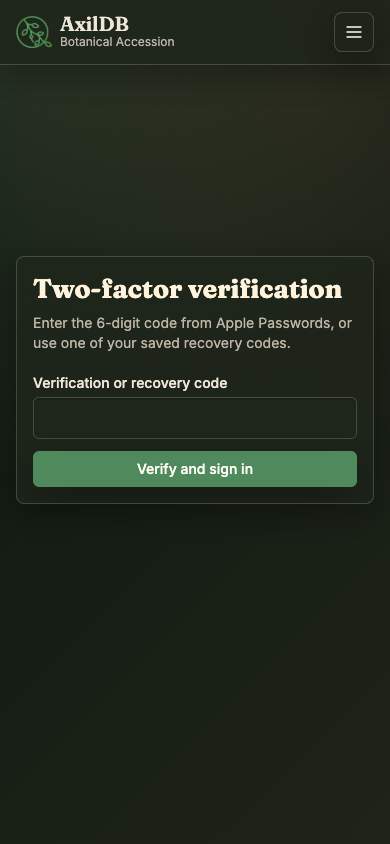 AxilDB
Botanical Accession
Two-factor verification
Enter the 6-digit code from Apple Passwords, or
use one of your saved recovery codes.
Verification or recovery code
Verify and sign in